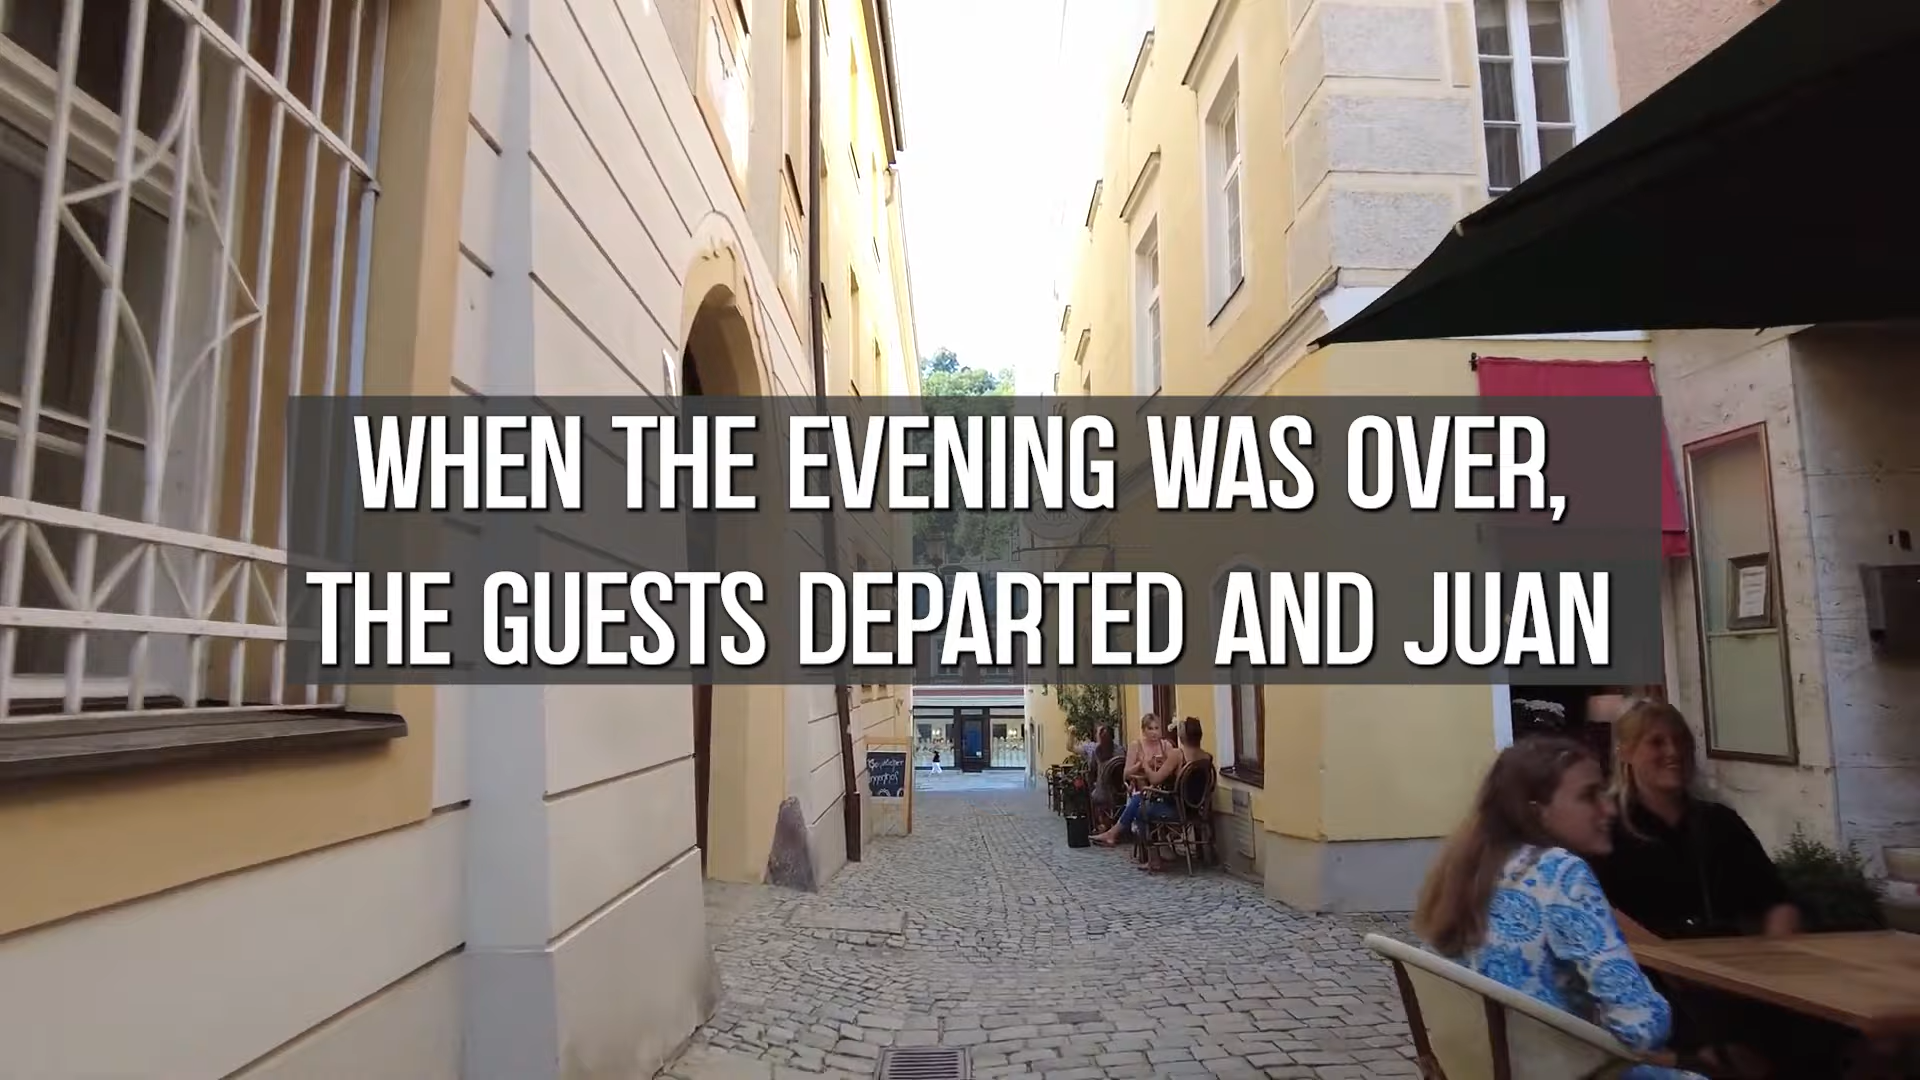 WHEN THE EVENING WAS OVER,
THE GUESTS DEPARTED AND JUAN